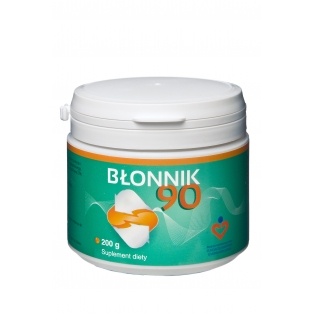 BŁONNIK
90
200 g
Suplement diety